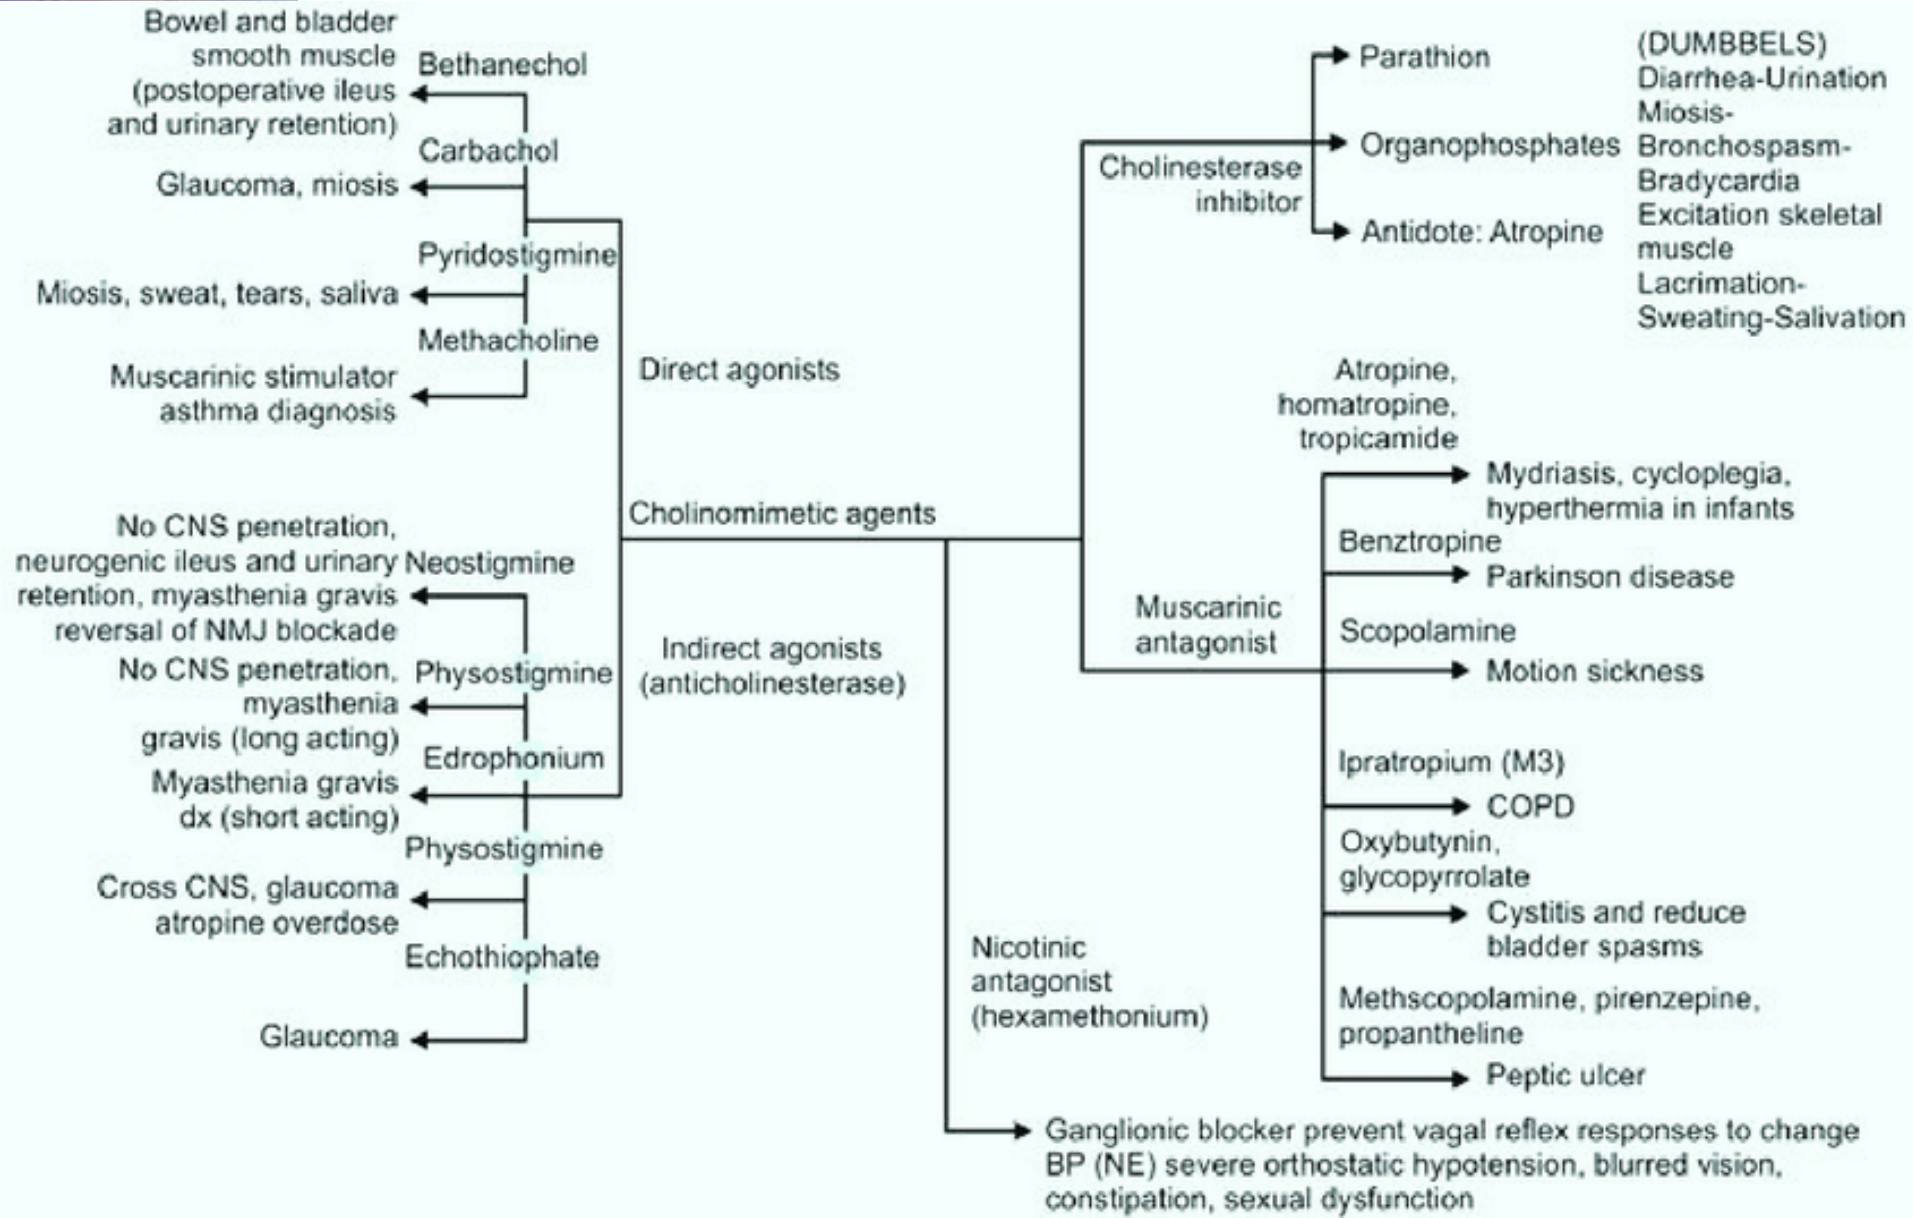 Bowel and bladder
smooth muscle
(postoperative ileus
and urinary retention)
Bethanechol
Carbachol
Glaucoma, miosis
Pyridostigmine
Miosis, sweat, tears, saliva
Methacholine
Muscarinic stimulator
asthma diagnosis
Direct agonists
Cholinomimetic agents
No CNS penetration,
neurogenic ileus and urinary
retention, myasthenia gravis
reversal of NMJ blockade
Neostigmine
No CNS penetration,
myasthenia
gravis (long acting)
Physostigmine
Edrophonium
Myasthenia gravis
dx (short acting)
Physostigmine
Cross CNS, glaucoma
atropine overdose
Echothiophate
Glaucoma
Indirect agonists
(anticholinesterase)
Cholinesterase
inhibitor
Parathion
Organophosphates
Antidote: Atropine
(DUMBBELS)
Diarrhea-Urination
Miosis-
Bronchospasm-
Bradycardia
Excitation skeletal
muscle
Lacrimation-
Sweating-Salivation
Muscarinic
antagonist
Atropine,
homatropine,
tropicamide
Mydriasis, cycloplegia,
hyperthermia in infants
Benztropine
Parkinson disease
Scopolamine
Motion sickness
Ipratropium (M3)
COPD
Oxybutynin,
glycopyrrolate
Cystitis and reduce
bladder spasms
Methscopolamine, pirenzepine,
propantheline
Peptic ulcer
Nicotinic
antagonist
(hexamethonium)
Ganglionic blocker prevent vagal reflex responses to change
BP (NE) severe orthostatic hypotension, blurred vision,
constipation, sexual dysfunction